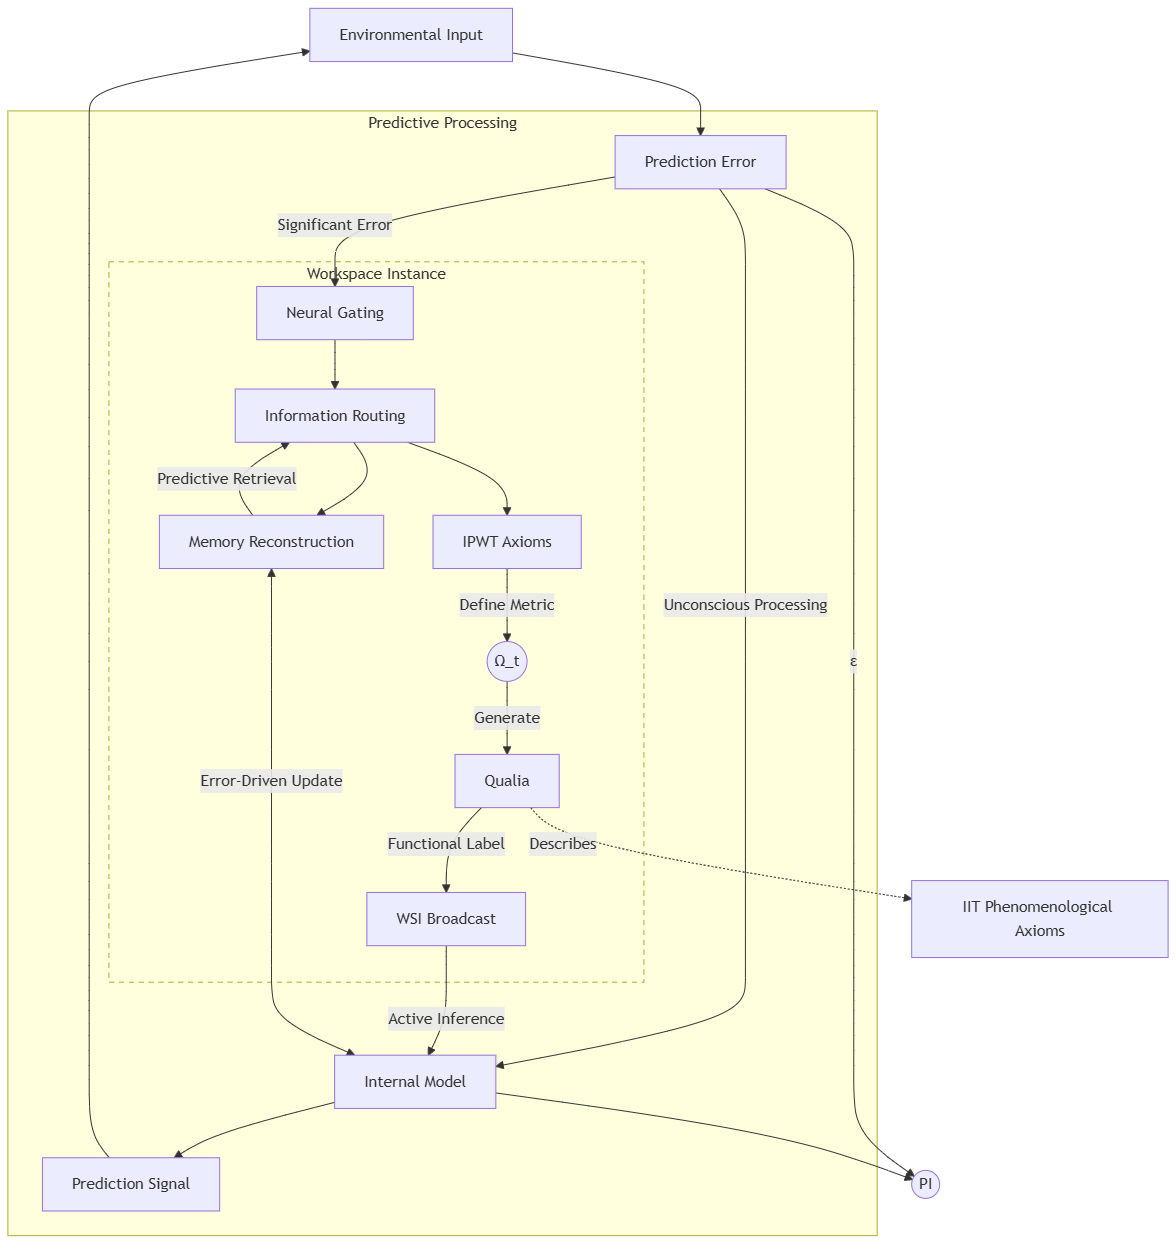 Environmental Input
Predictive Processing
Prediction Error
Significant Error
Workspace Instance
Neural Gating
Information Routing
Predictive Retrieval
Memory Reconstruction
IPWT Axioms
Define Metric
Unconscious Processing
Ω_t
ε
Generate
Qualia
Error-Driven Update
Functional Label
Describes
WSI Broadcast
IIT Phenomenological
Axioms
Active Inference
Internal Model
Prediction Signal
PI